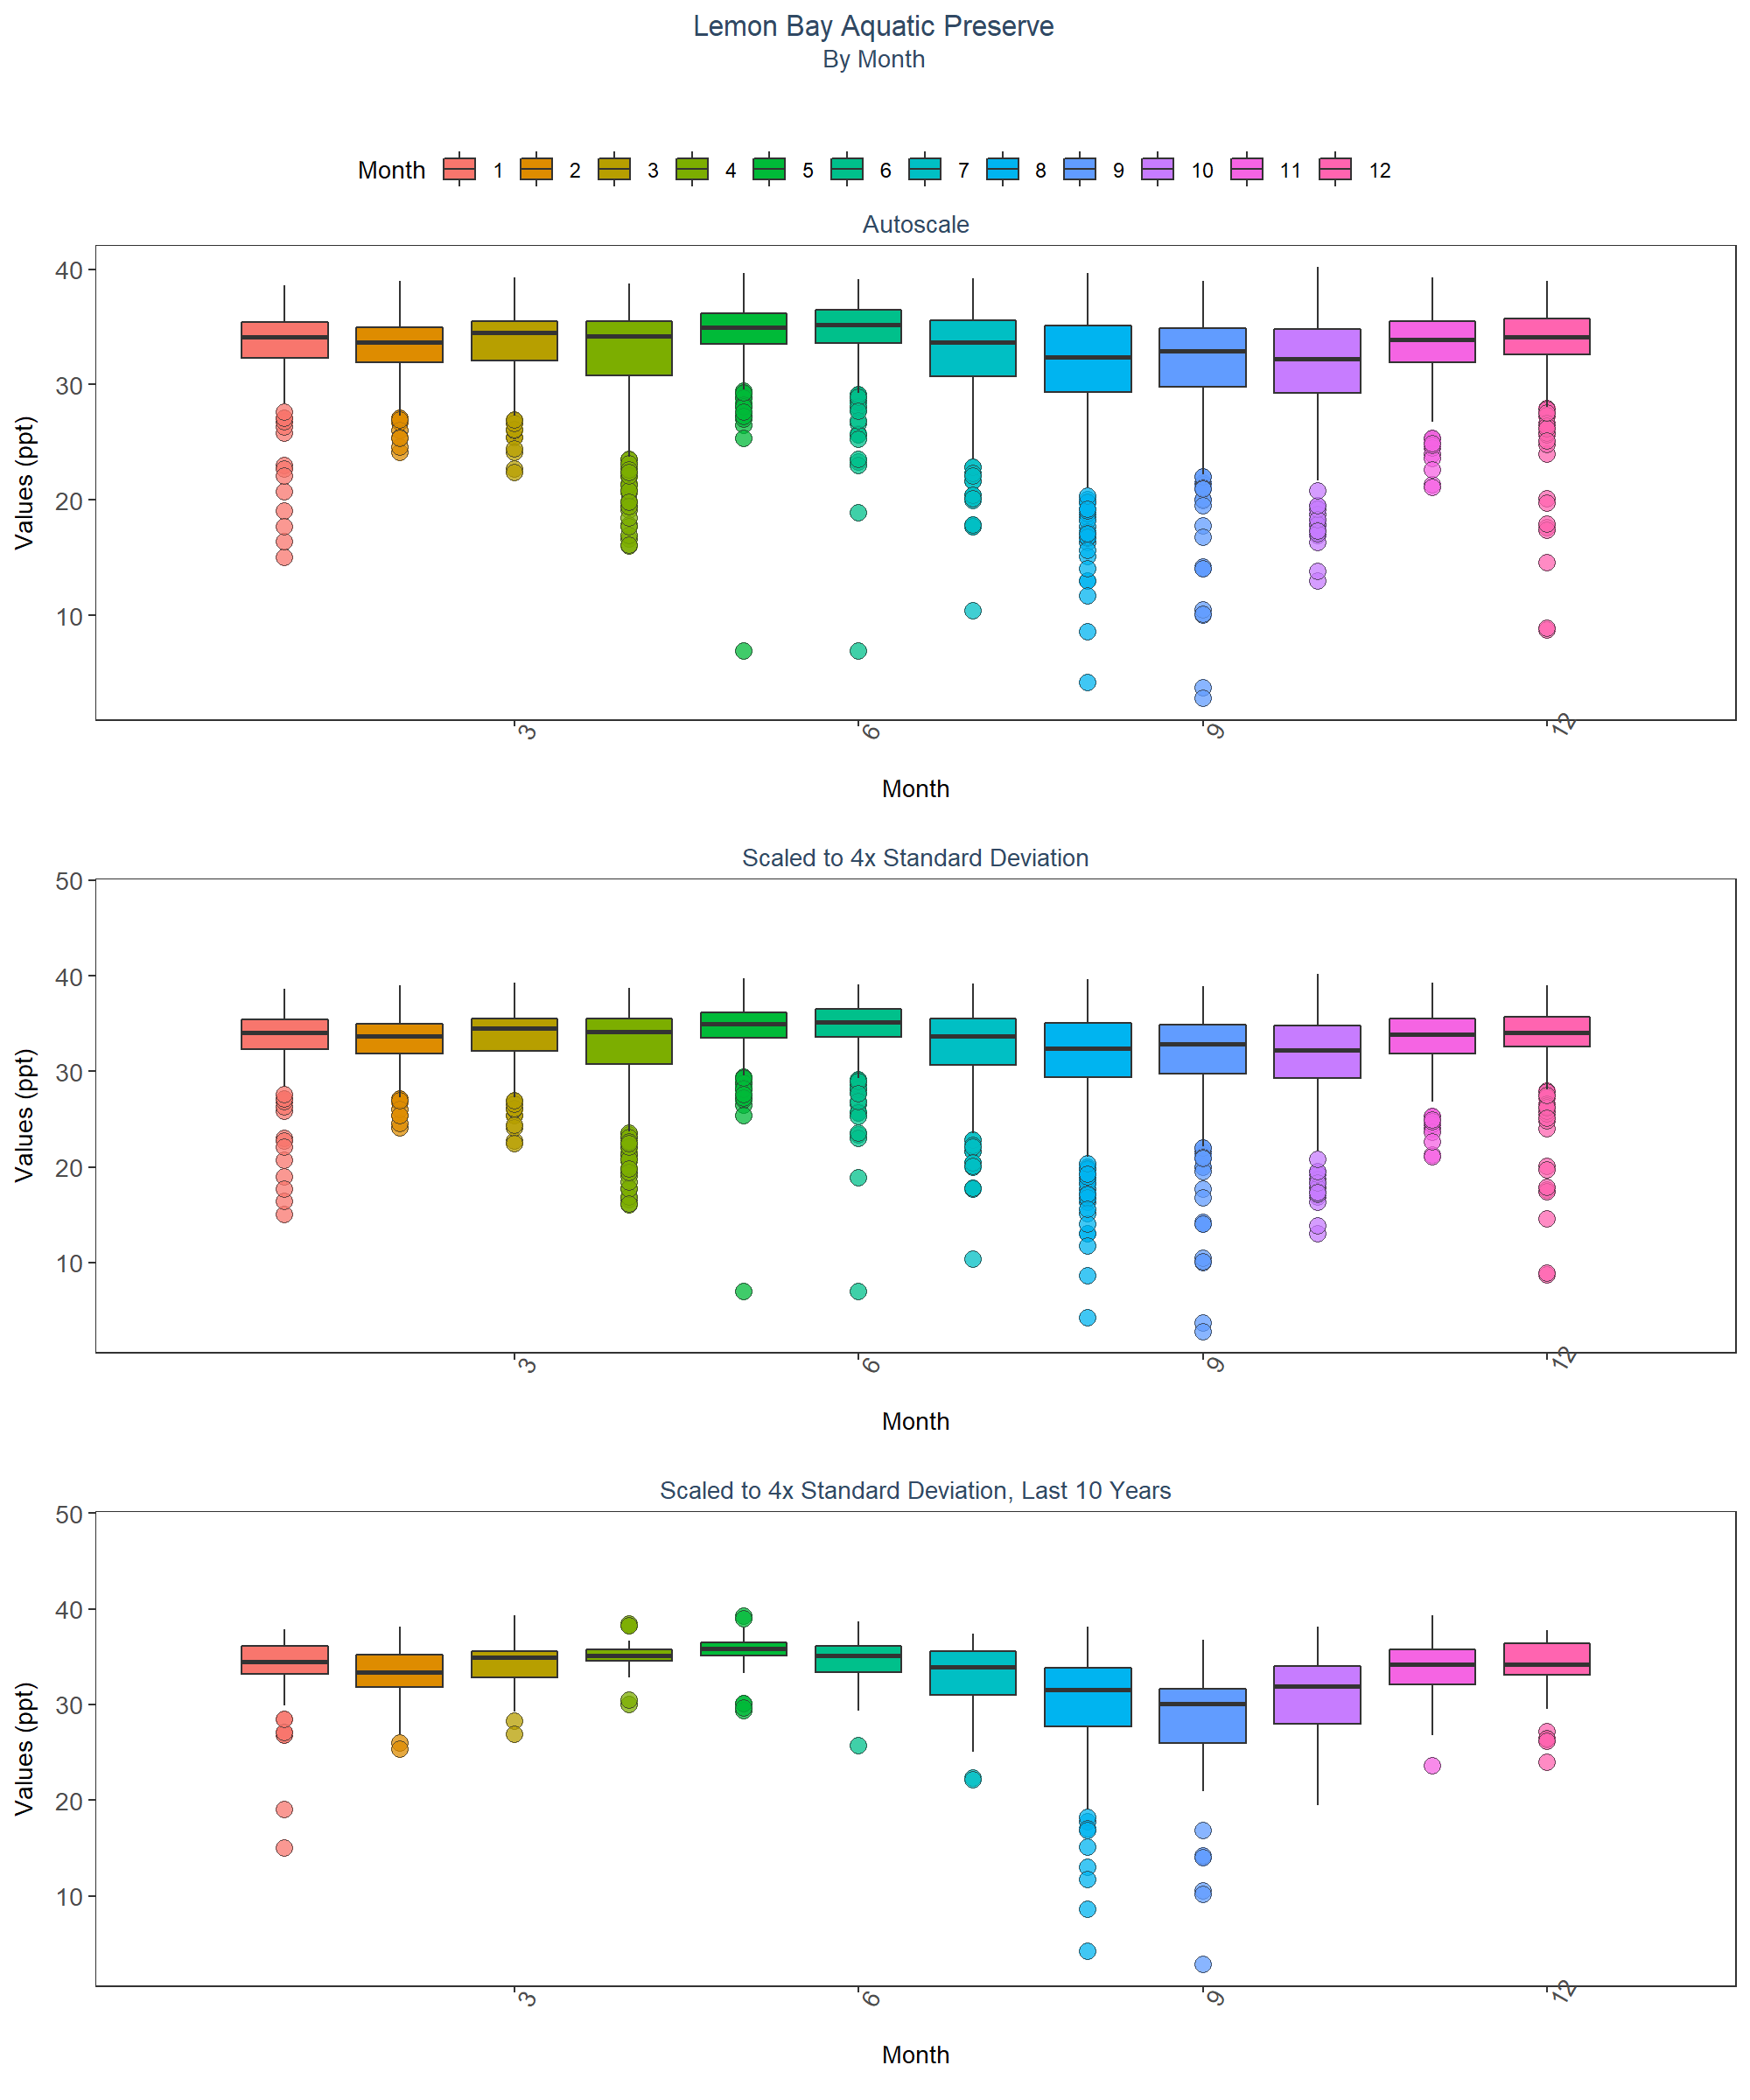 Lemon Bay Aquatic Preserve
By Month
Month 1 2 3 4 5 6 7 8 9 10 11 12
Autoscale
40
30
20
10
Values (ppt)
3 6 9 12
Month
Scaled to 4x Standard Deviation
50
40
30
20
10
Values (ppt)
3 6 9 12
Month
Scaled to 4x Standard Deviation, Last 10 Years
50
40
30
20
10
Values (ppt)
3 6 9 12
Month